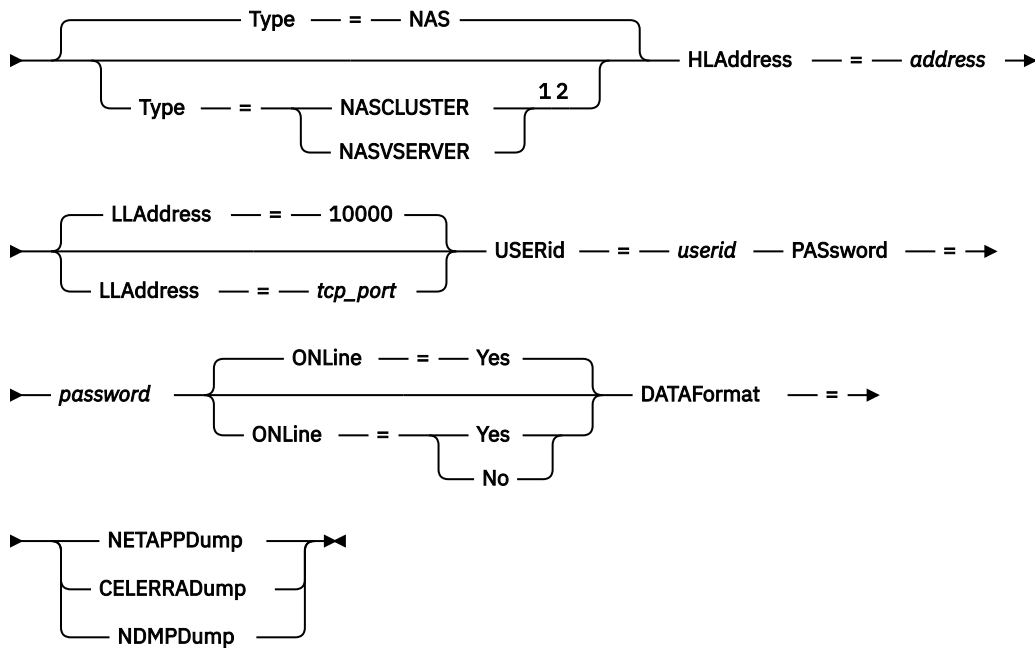 Type = NAS
HLAddress = address
Type = NASCLUSTER 1 2
NASVSERVER
LLAddress = 10000
USERid = userid PASsword =
LLAddress = tcp_port
ONLine = Yes
password DATAFormat =
ONLine = Yes
No
NETAPPDump
CELERRADump
NDMPDump